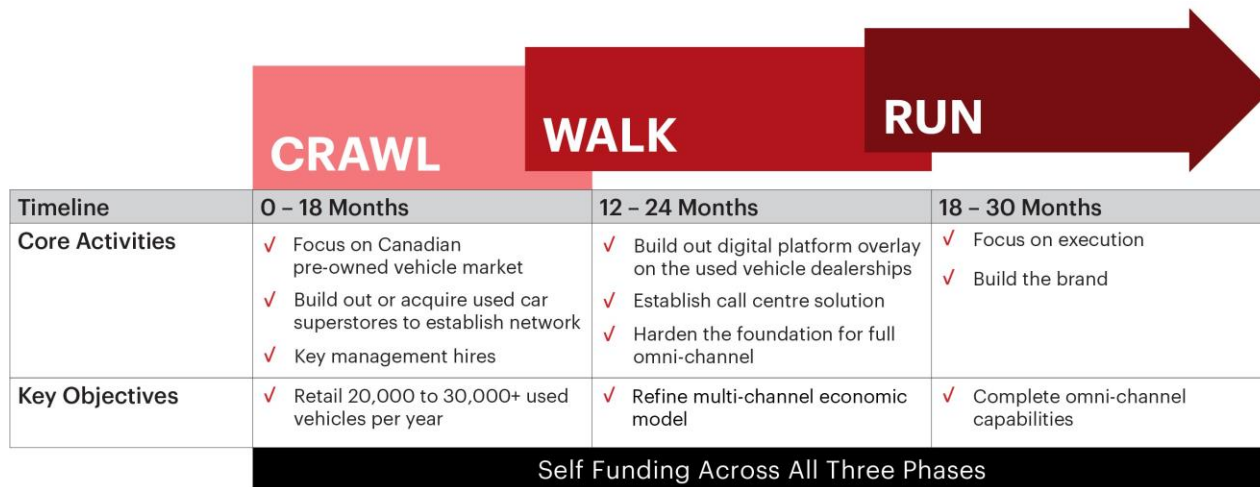 CRAWL
WALK
RUN
Timeline
0 – 18 Months
12 – 24 Months
18 – 30 Months
Core Activities
√ Focus on Canadian
pre-owned vehicle market
√ Build out or acquire used car
superstores to establish network
√ Key management hires
√ Build out digital platform overlay
on the used vehicle dealerships
√ Establish call centre solution
√ Harden the foundation for full
omni-channel
√ Focus on execution
√ Build the brand
Key Objectives
√ Retail 20,000 to 30,000+ used
vehicles per year
√ Refine multi-channel economic
model
√ Complete omni-channel
capabilities
Self Funding Across All Three Phases